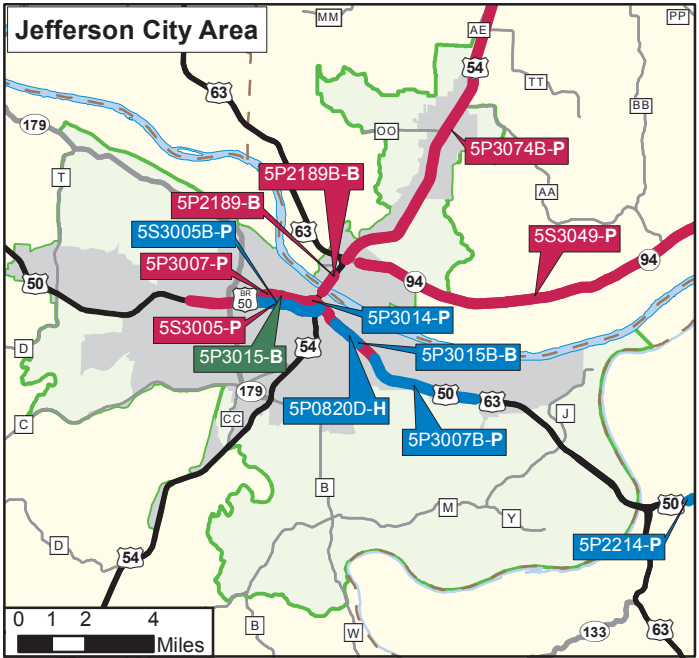 Jefferson City Area
MM
PP
AE
54
TT
63
BB
179
OO
5P3074B-P
T
5P2189B-B
AA
5P2189-B
5S3005B-P
63
5S3049-P
5P3007-P
94
50
94
BR
50
5P3014-P
5S3005-P
D
5P3015-B
54
5P3015B-B
179
50
63
5P0820D-H
J
C
CC
5P3007B-P
B
M
50
Y
D
5P2214-P
54
0 1 2 4
Miles
B
W
133
63